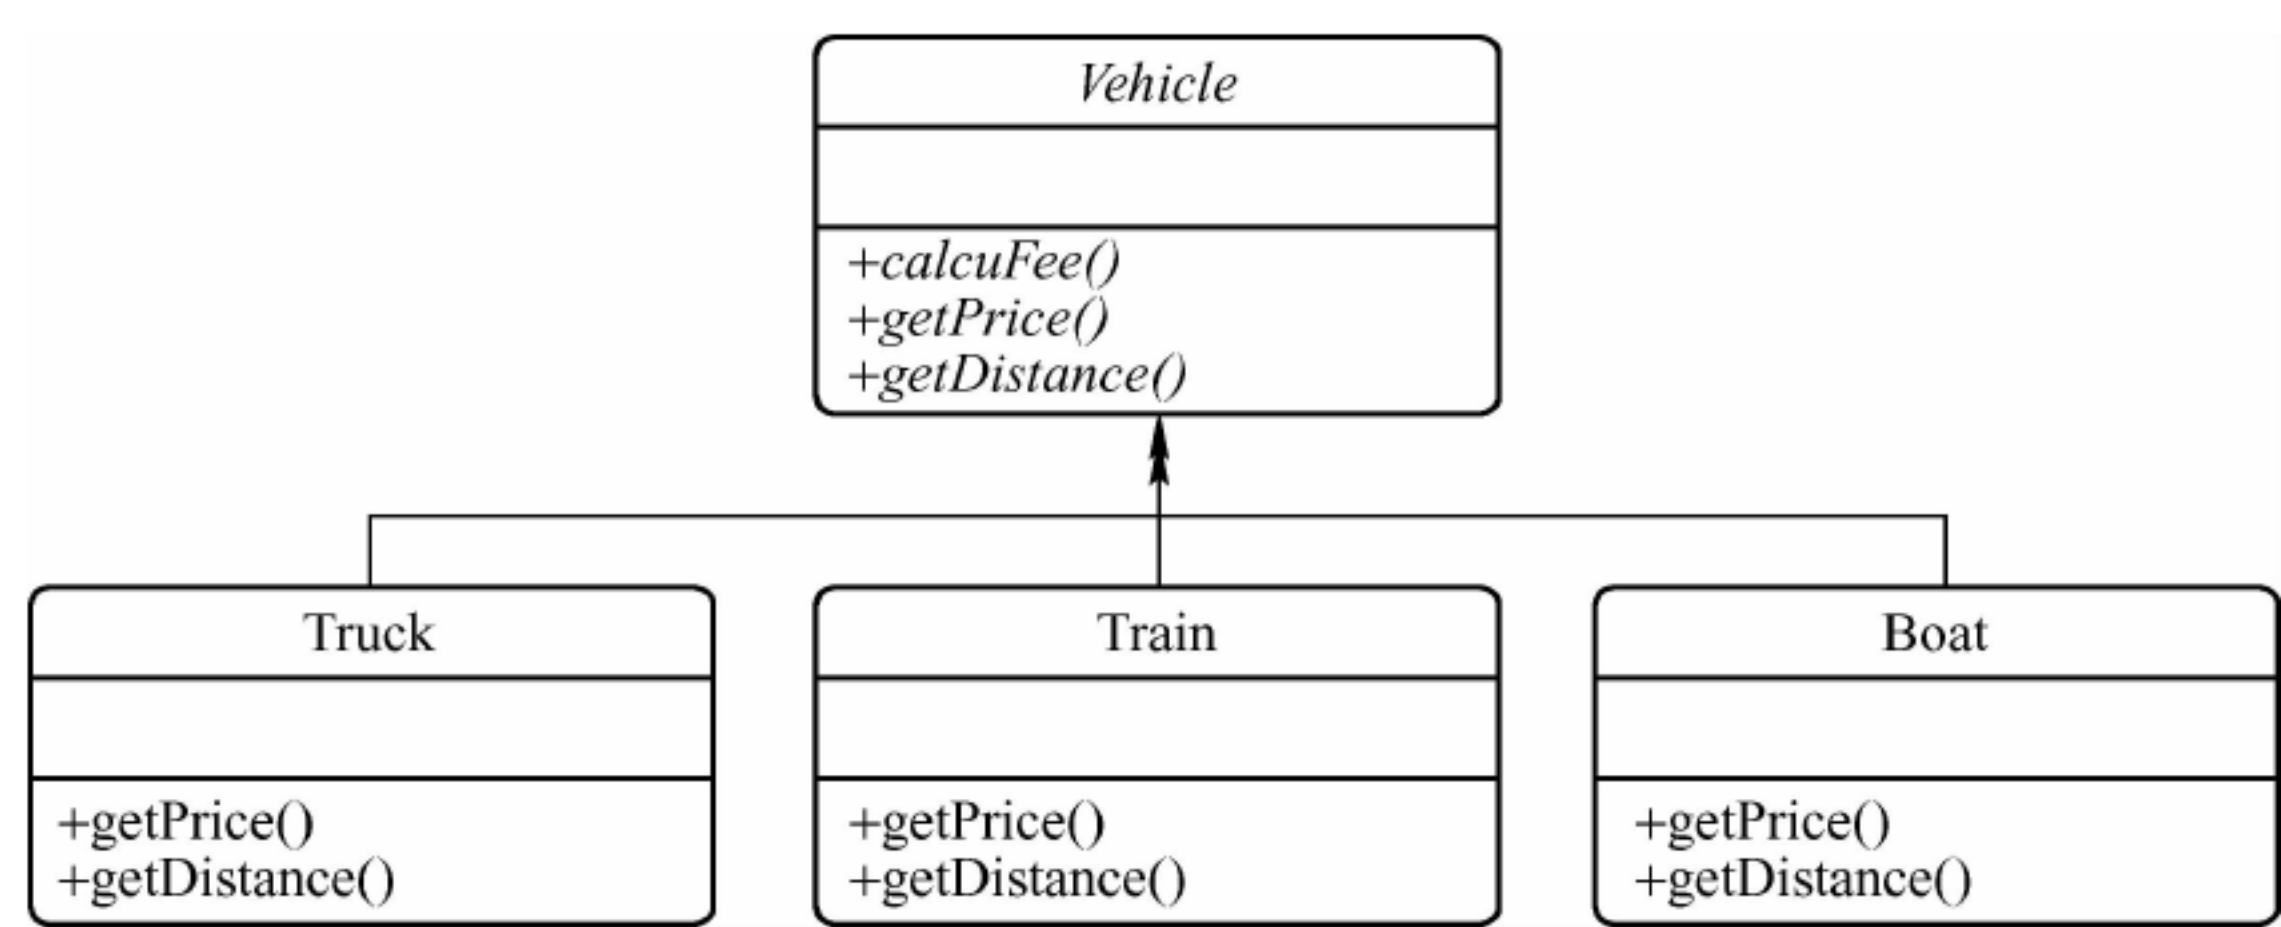 Vehicle
+calcuFee()
+getPrice()
+getDistance()
Truck
+getPrice()
+getDistance()
Train
+getPrice()
+getDistance()
Boat
+getPrice()
+getDistance()